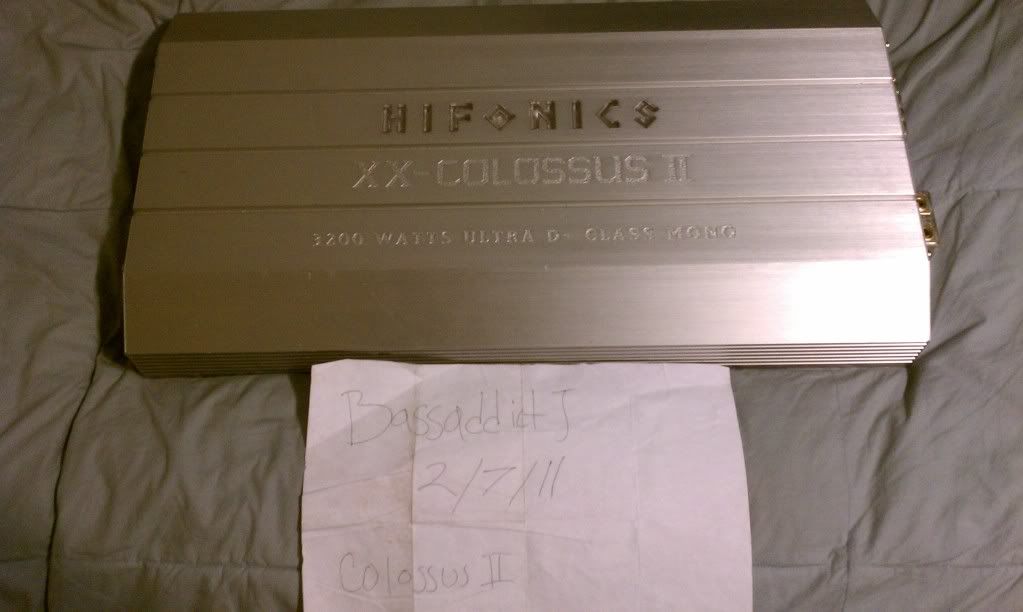 HIFONICS
XX-COLOSSUS II
3200 WATTS ULTRA D- CLASS MONO
BassaddictJ
2/7/11
Colossus II